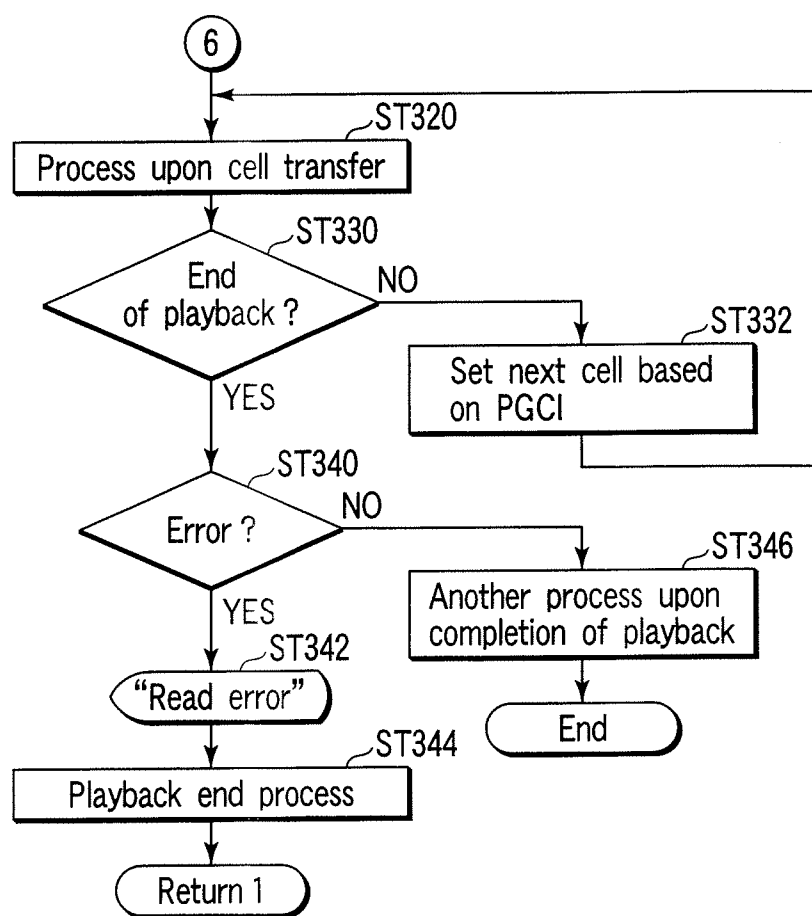 6
ST320
Process upon cell transfer
ST330
End
of playback ?
NO
YES
ST332
Set next cell based
on PGCI
ST340
Error ?
NO
YES
ST346
Another process upon
completion of playback
End
ST342
“Read error”
ST344
Playback end process
Return 1